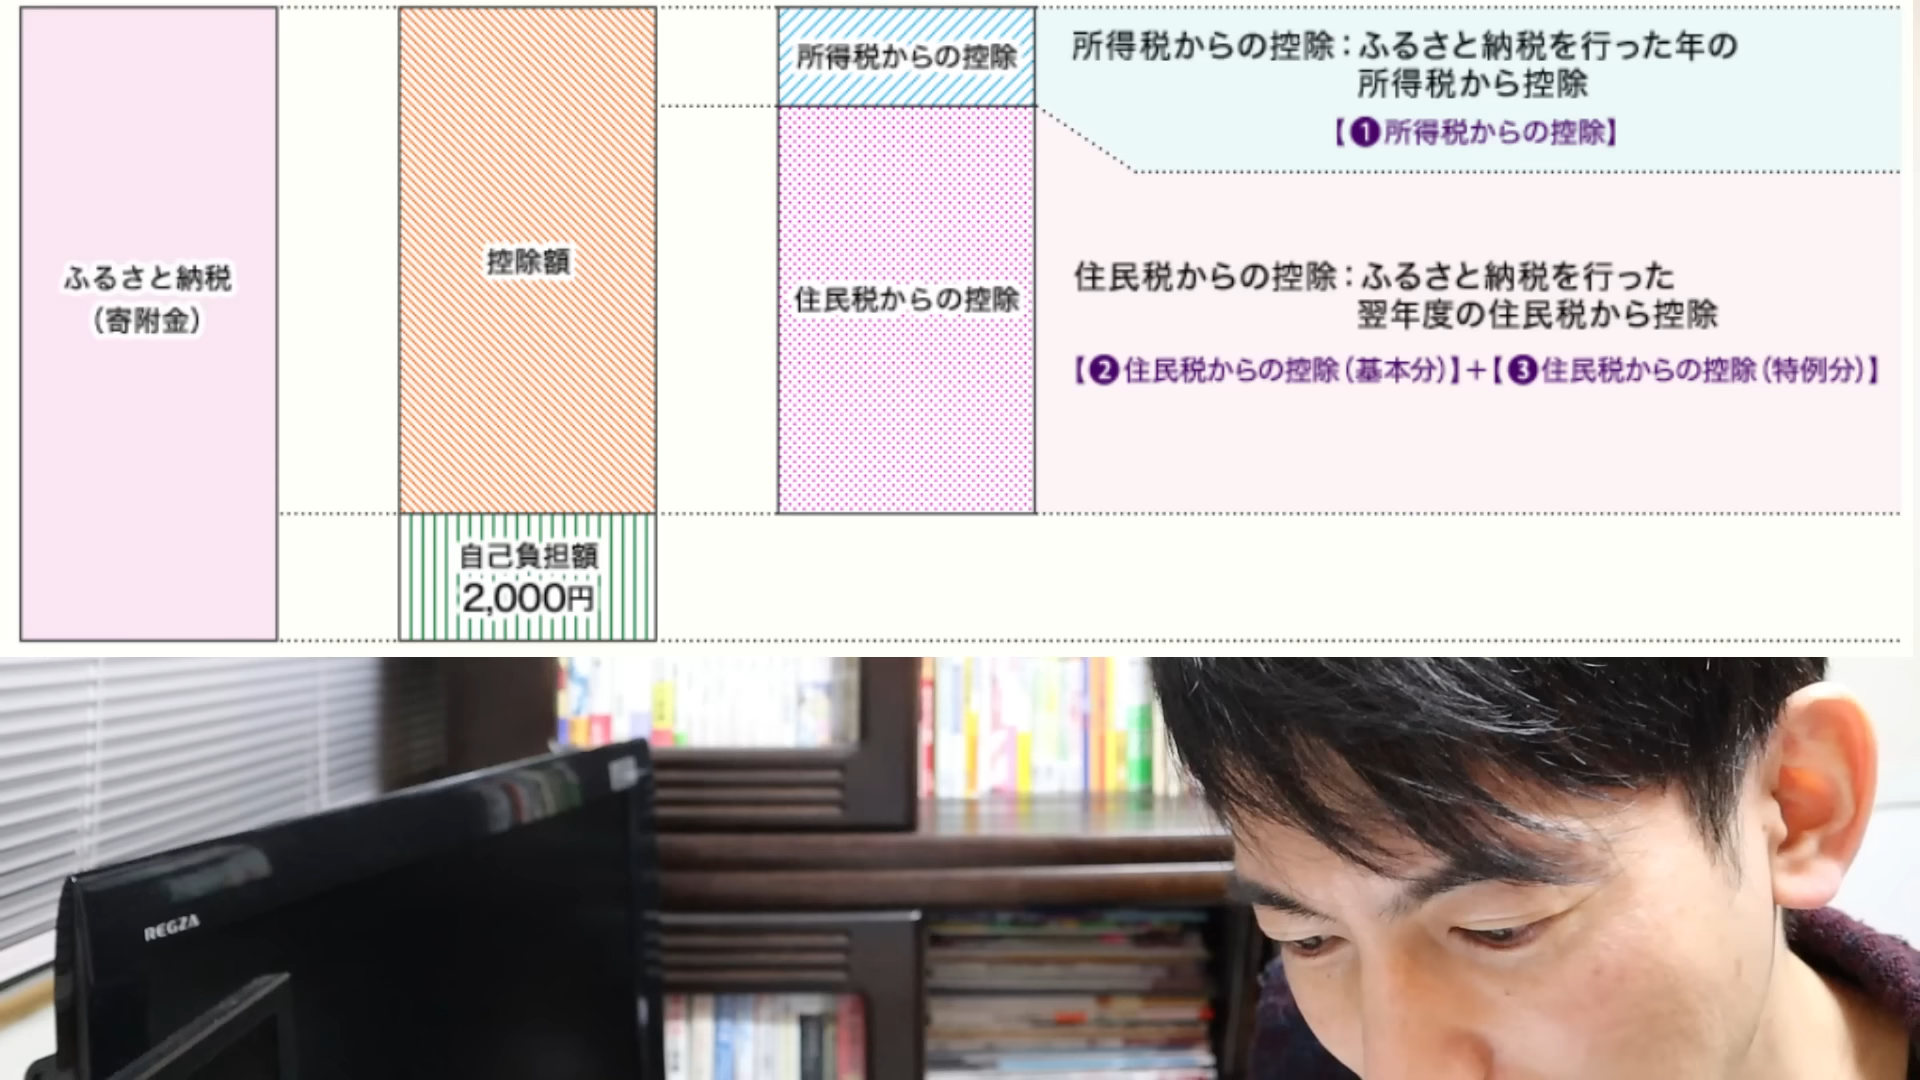 ふるさと納税
（寄附金）
控除額
自己負担額
2,000円
所得税からの控除
住民税からの控除
所得税からの控除：ふるさと納税を行った年の
所得税から控除
【❶所得税からの控除】
住民税からの控除：ふるさと納税を行った
翌年度の住民税から控除
【❷住民税からの控除（基本分）】＋【❸住民税からの控除（特例分）】
REGZA